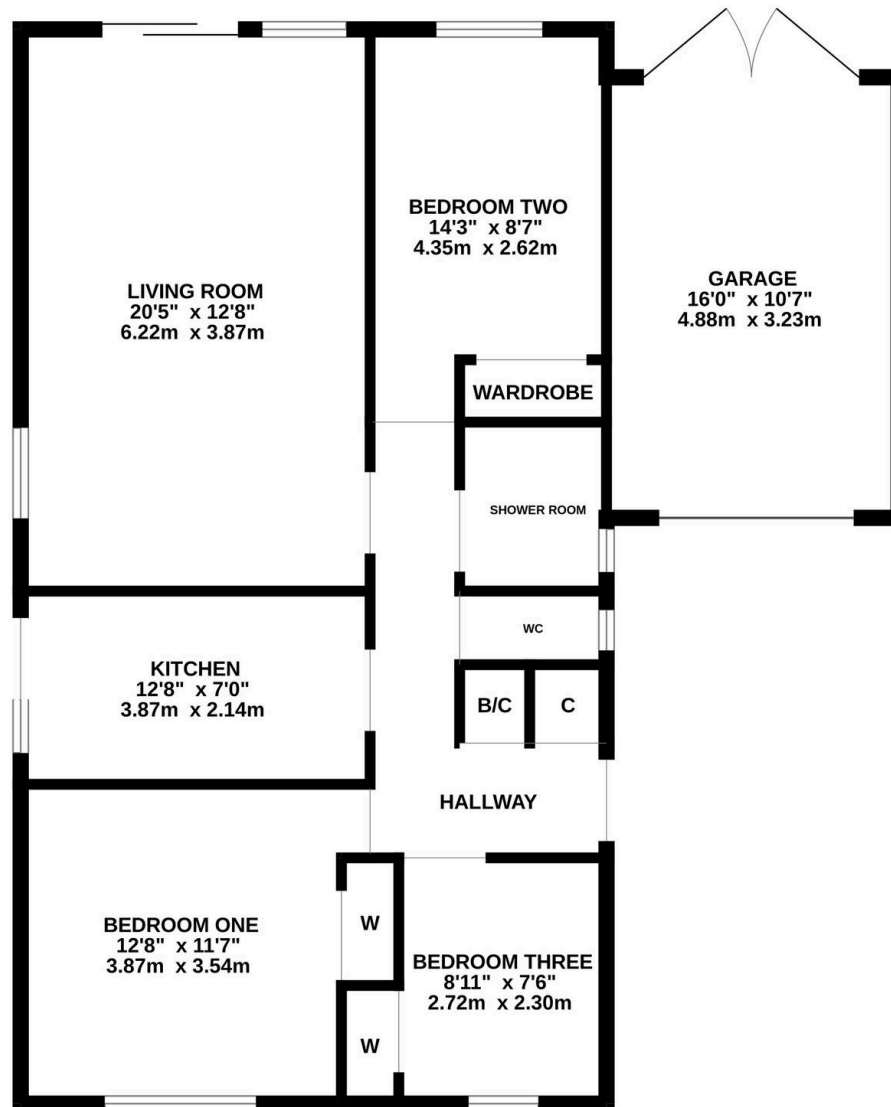 LIVING ROOM
20'5" x 12'8"
6.22m x 3.87m
BEDROOM TWO
14'3" x 8'7"
4.35m x 2.62m
GARAGE
16'0" x 10'7"
4.88m x 3.23m
WARDROBE
SHOWER ROOM
WC
KITCHEN
12'8" x 7'0"
3.87m x 2.14m
B/C
C
HALLWAY
BEDROOM ONE
12'8" x 11'7"
3.87m x 3.54m
W
BEDROOM THREE
8'11" x 7'6"
2.72m x 2.30m
W